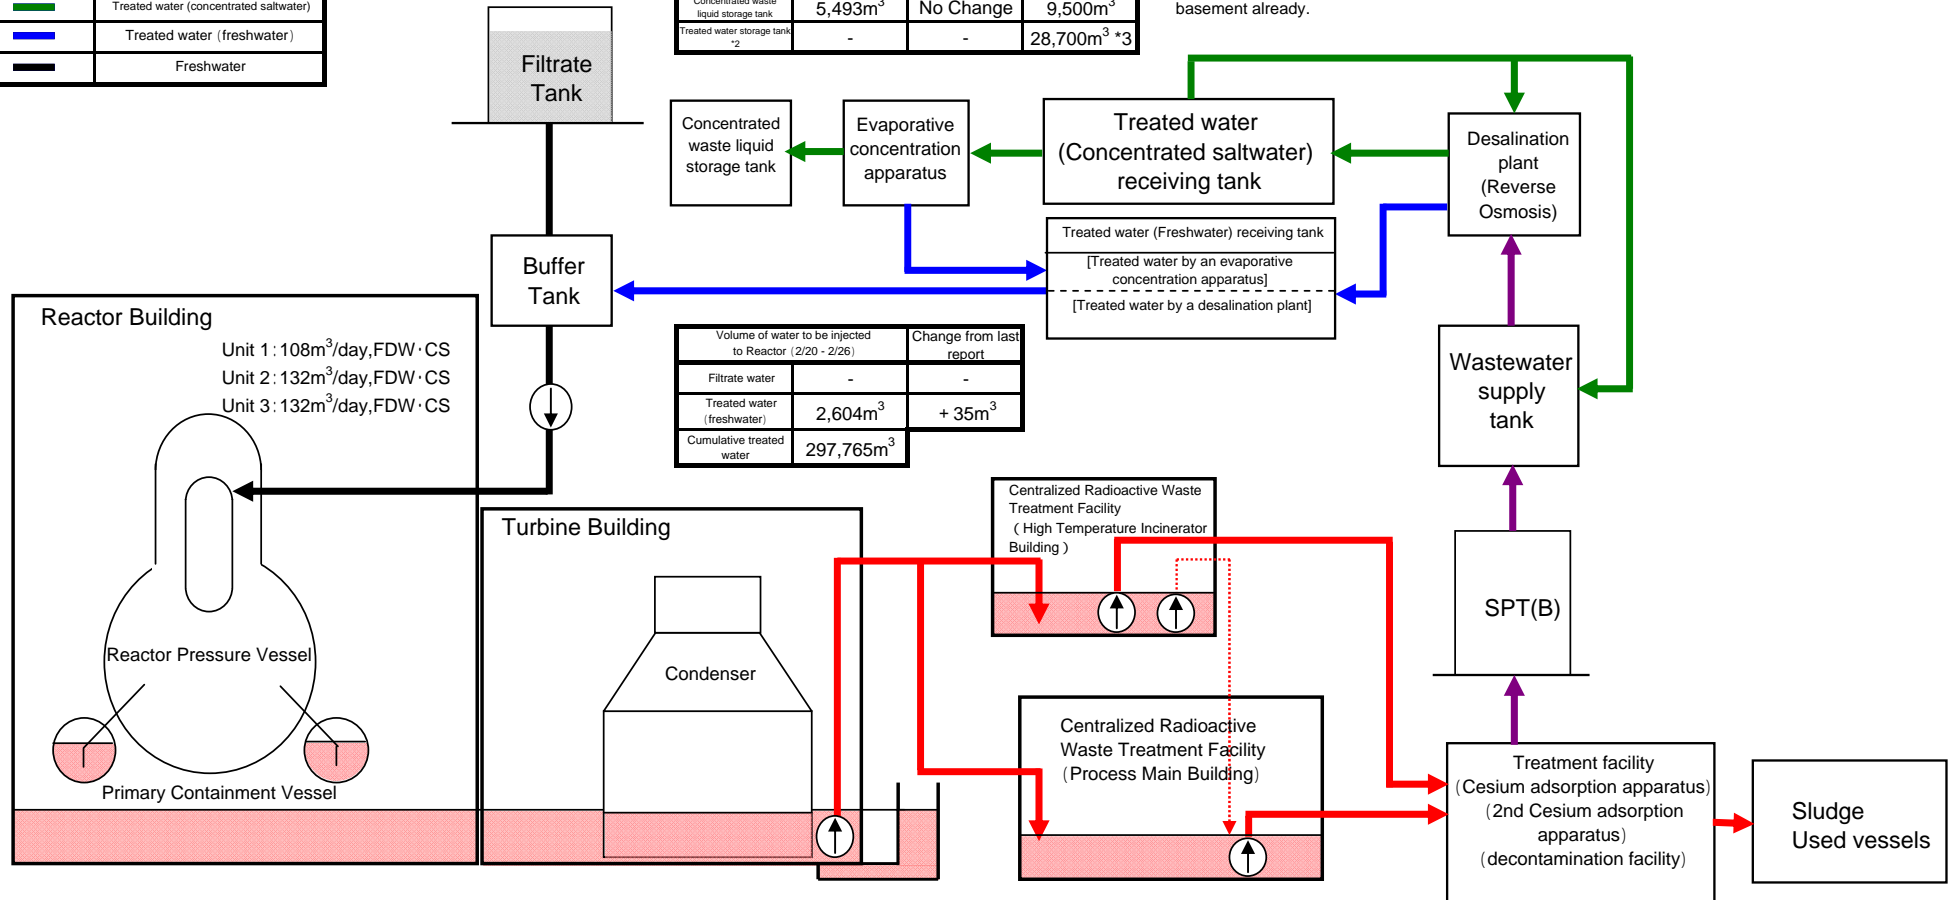 Treated water (concentrated saltwater)
Treated water (freshwater)
Freshwater
Concentrated waste
liquid storage tank
5,493m3
No Change
9,500m3
Treated water storage tank
*2
-
-
28,700m3 *3
basement already.
Filtrate
Tank
Concentrated
waste liquid
storage tank
Evaporative
concentration
apparatus
Treated water
(Concentrated saltwater)
receiving tank
Desalination
plant
(Reverse
Osmosis)
Treated water (Freshwater) receiving tank
[Treated water by an evaporative
concentration apparatus]
[Treated water by a desalination plant]
Buffer
Tank
Reactor Building
Unit 1:108m3/day,FDW·CS
Unit 2:132m3/day,FDW·CS
Unit 3:132m3/day,FDW·CS
Volume of water to be injected
to Reactor (2/20 - 2/26)
Change from last
report
Filtrate water
-
-
Treated water
(freshwater)
2,604m3
+ 35m3
Cumulative treated
water
297,765m3
Wastewater
supply
tank
Centralized Radioactive Waste
Treatment Facility
( High Temperature Incinerator
Building )
Turbine Building
SPT(B)
Reactor Pressure Vessel
Condenser
Centralized Radioactive
Waste Treatment Facility
(Process Main Building)
Primary Containment Vessel
Treatment facility
(Cesium adsorption apparatus)
(2nd Cesium adsorption
apparatus)
(decontamination facility)
Sludge
Used vessels